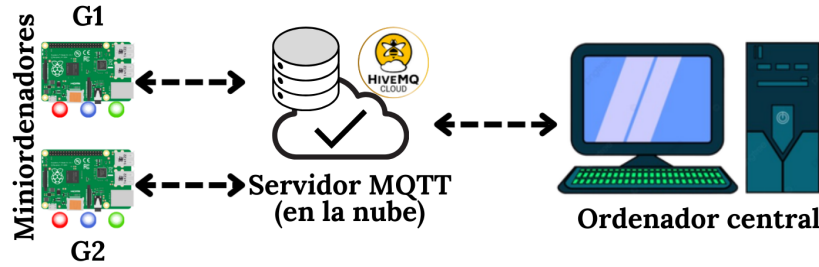 G1
Miniordenadores
G2
HIVEMQ
CLOUD
Servidor MQTT
(en la nube)
Ordenador central